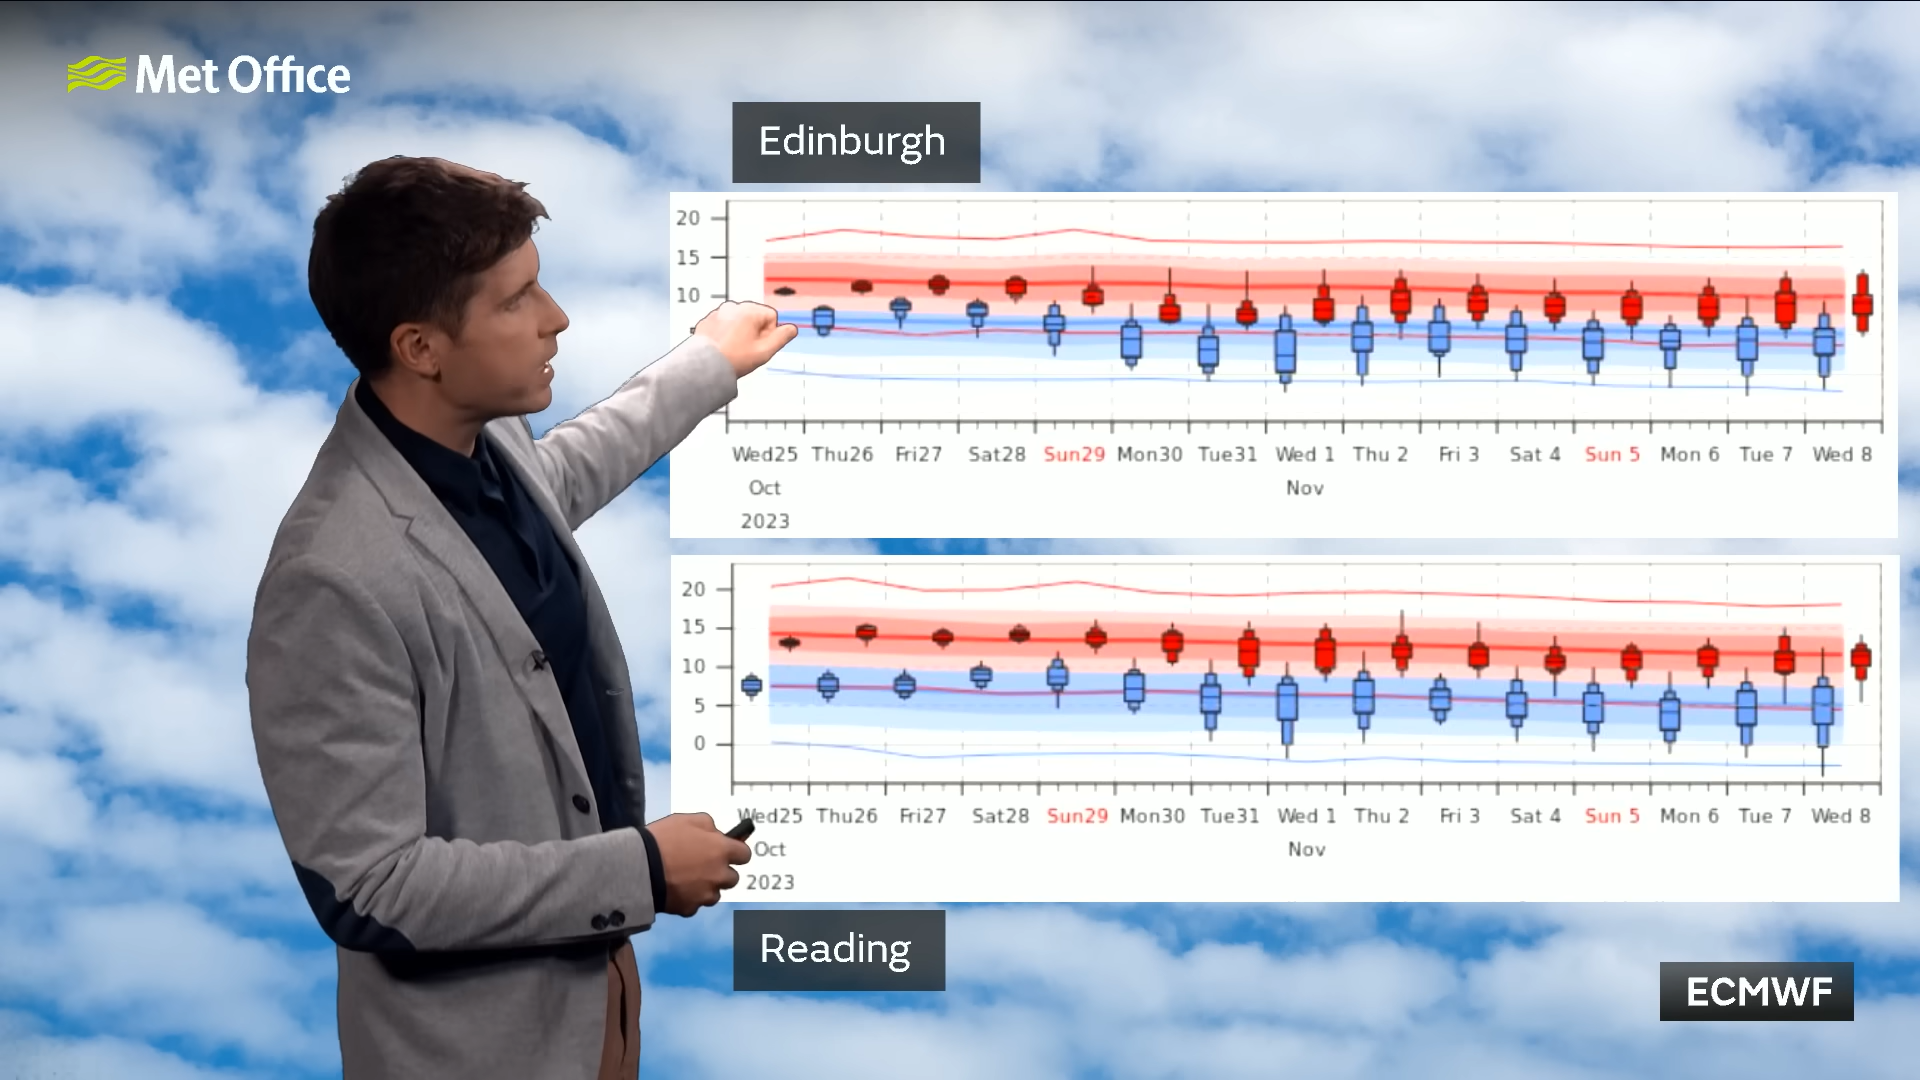 Met Office
Edinburgh
20
15
10
Wed25 Thu26 Fri27 Sat28 Sun29 Mon30 Tue31 Wed 1 Thu 2 Fri 3 Sat 4 Sun 5 Mon 6 Tue 7 Wed 8
Oct Nov
2023
20
15
10
5
0
Wed25 Thu26 Fri27 Sat28 Sun29 Mon30 Tue31 Wed 1 Thu 2 Fri 3 Sat 4 Sun 5 Mon 6 Tue 7 Wed 8
Oct Nov
2023
Reading
ECMWF